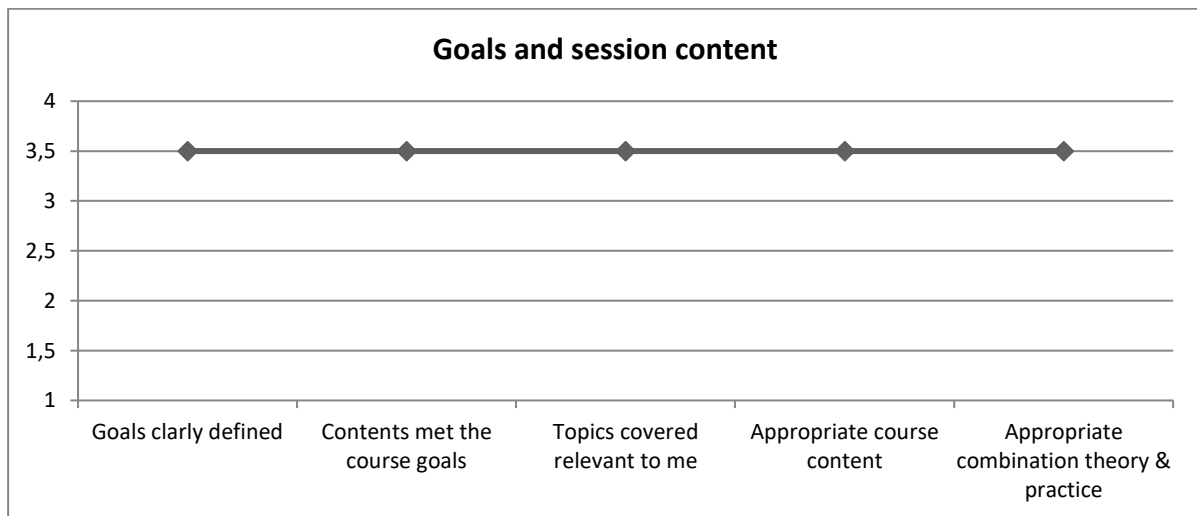 Goals and session content
4
3,5
3
2,5
2
1,5
1
Goals clarly defined
Contents met the
course goals
Topics covered
relevant to me
Appropriate course
content
Appropriate
combination theory &
practice